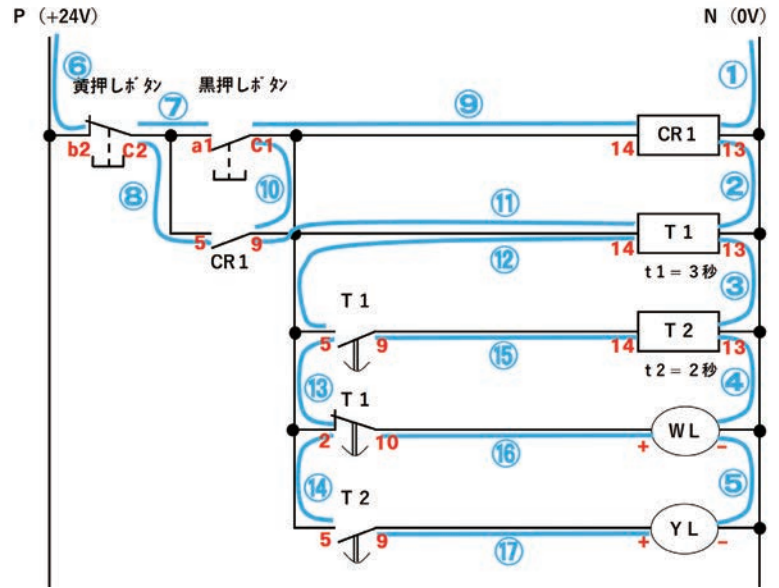 P (+24V)
N (0V)
⑥
①
黄押しボタン
黒押しボタン
⑦
⑨
b2
C2
a1
C1
14
CR1
13
⑧
⑩
②
⑪
5
9
CR1
14
T1
13
⑫
t1=3秒
③
T1
5
9
⑮
14
T2
13
t2=2秒
⑬
④
T1
2
10
⑯
+
WL
-
⑭
⑤
T2
5
9
⑰
+
YL
-